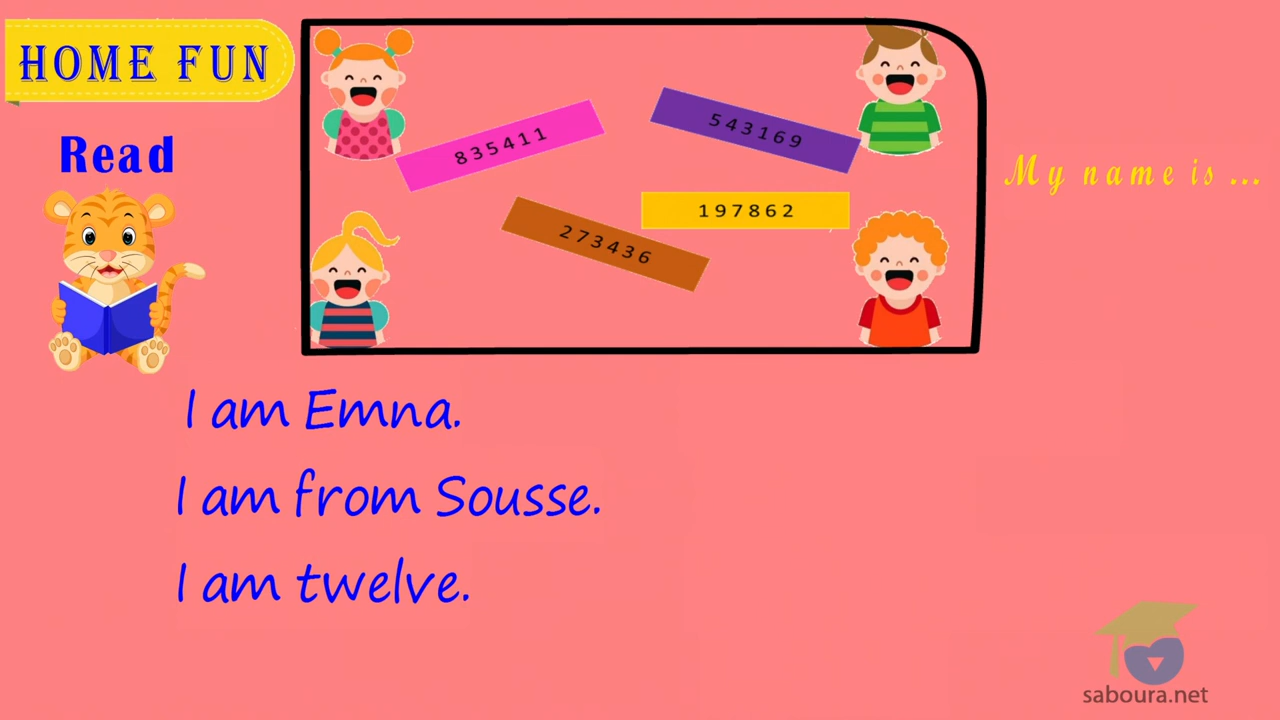 HOME FUN
Read
835411
543169
197862
273436
My name is ...
I am Emna.
I am from Sousse.
I am twelve.
saboura.net